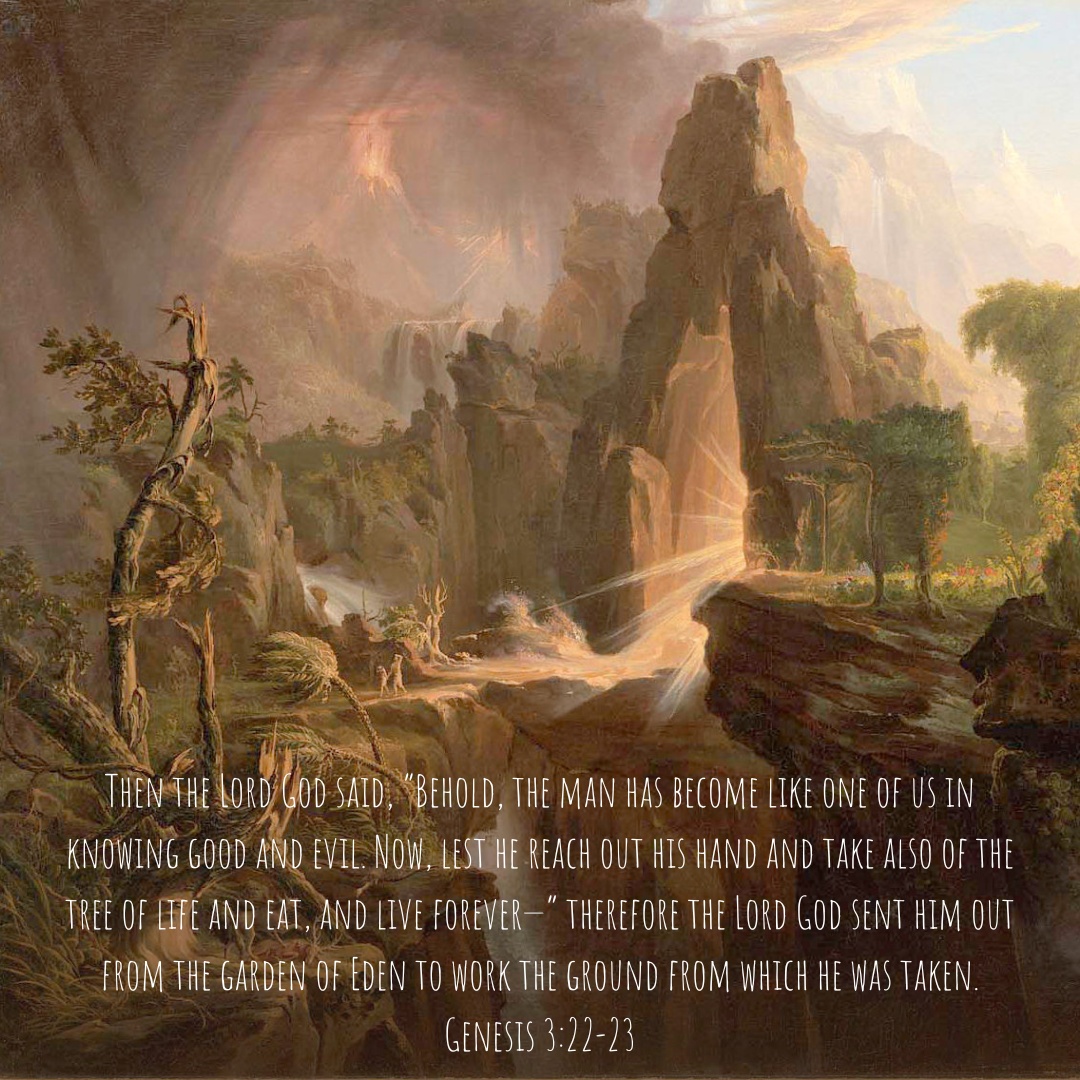 Then the Lord God said, “Behold, the man has become like one of us in
knowing good and evil. Now, lest he reach out his hand and take also of the
tree of life and eat, and live forever—” therefore the Lord God sent him out
from the garden of Eden to work the ground from which he was taken.
Genesis 3:22-23